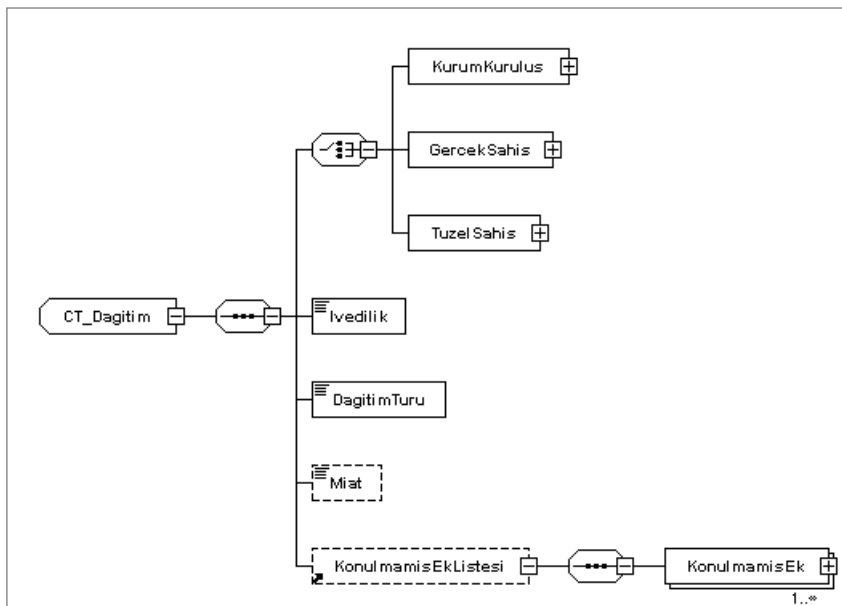 KurumKurulus
GercekSahis
TuzelSahis
CT_Dagitim
Ivedilik
DagitimTuru
Miat
KonulmamisEkListesi
KonulmamisEk
1..∞